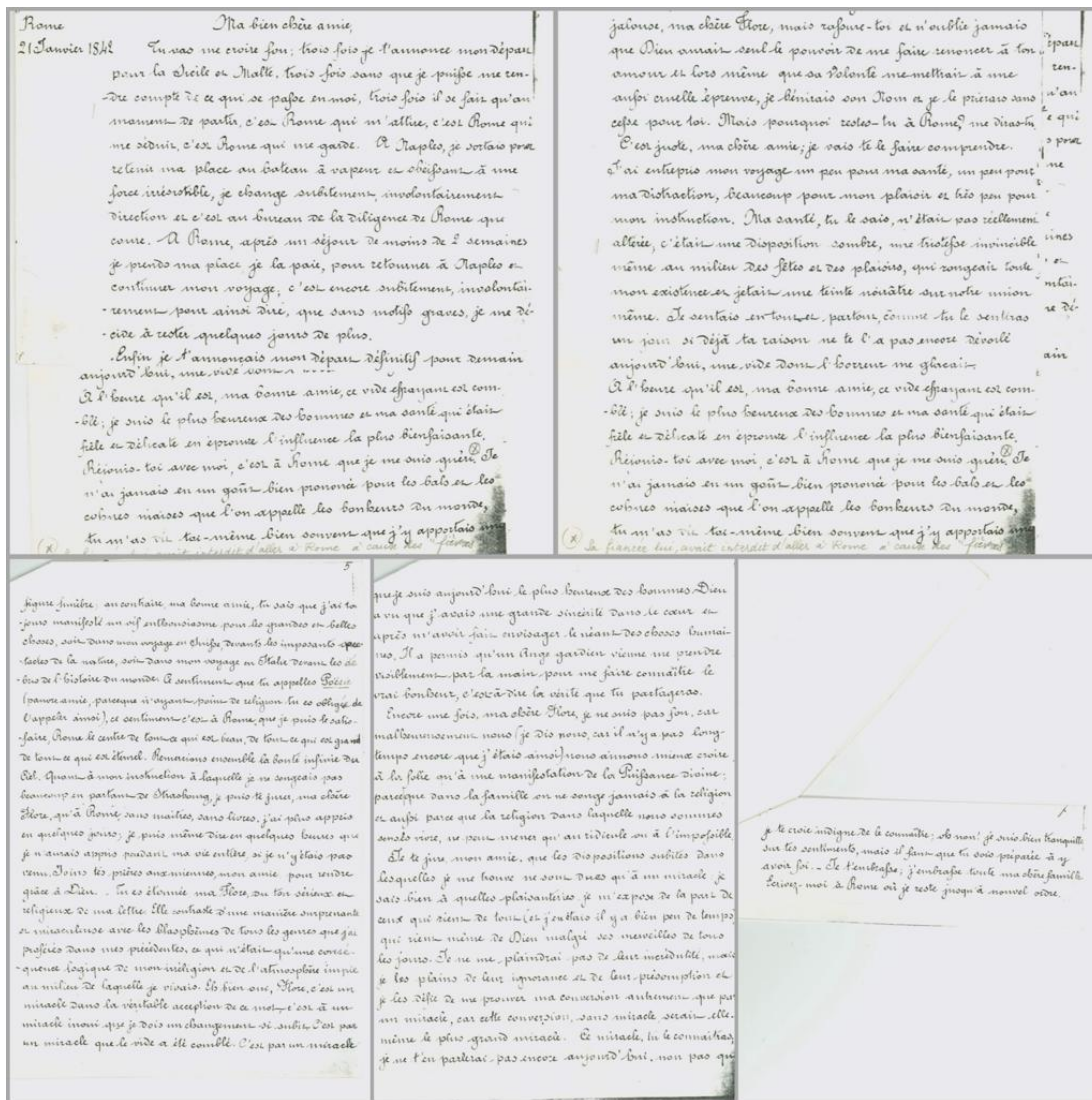 Rome
Ma bien chère amie,
21 Janvier 1842
Tu vas me croire fou; trois fois je t'annonce mon départ
pour la Sicile et Malte, trois fois sans que je puisse me ren-
-dre compte de ce qui se passe en moi, trois fois il se fait qu'au
moment de partir, c'est Rome qui m'attire, c'est Rome qui
me séduit, c'est Rome qui me garde. A Naples, je sortais pour
retenir ma place au bateau à vapeur et obéissant à une
force irrésistible, je change subitement, involontairement
direction et c'est au bureau de la diligence de Rome que
cours. A Rome, après un séjour de moins de 2 semaines
je prends ma place je la paie, pour retourner à Naples et
continuer mon voyage; c'est encore subitement, involontai-
-rement pour ainsi dire, que sans motifs graves, je me dé-
-cide à rester quelques jours de plus.
Enfin je t'annonçais mon départ définitif pour demain
aujourd'hui, une vide dont
A l'heure qu'il est, ma bonne amie, ce vide effrayant est com-
-blé; je suis le plus heureux des hommes et ma santé qui était
frêle et délicate en éprouve l'influence la plus bienfaisante.
Réjouis-toi avec moi, c'est à Rome que je me suis guéri. Je
n'ai jamais eu un goût bien prononcé pour les bals et les
cohues niaises que l'on appelle les bonheurs du monde,
tu m'as dit toi-même bien souvent que j'y apportais une
(x) Sa fiancée lui avait interdit d'aller à Rome à cause des fièvres
jalouse, ma chère Flore, mais rassure-toi et n'oublie jamais
que Dieu aurait seul le pouvoir de me faire renoncer à ton
amour et lors même que sa Volonté me mettrait à une
aussi cruelle épreuve, je bénirais son Nom et je le prierais sans
cesse pour toi. Mais pourquoi restes-tu à Rome, me diras-tu
C'est juste, ma chère amie; je vais te le faire comprendre.
J'ai entrepris mon voyage un peu pour ma santé, un peu pour
ma distraction, beaucoup pour mon plaisir et très peu pour
mon instruction. Ma santé, tu le sais, n'était pas réellement
altérée, c'était une disposition sombre, une tristesse invincible
même au milieu des fêtes et des plaisirs, qui rongeait toute
mon existence et jetait une teinte noirâtre sur notre union
même. Je sentais en tout et partout, comme tu le sentiras
un jour si déjà ta raison ne te l'a pas encore dévoilé
aujourd'hui, une vide dont l'horreur me glaçait.
A l'heure qu'il est, ma bonne amie, ce vide effrayant est com-
-blé; je suis le plus heureux des hommes et ma santé qui était
frêle et délicate en éprouve l'influence la plus bienfaisante.
Réjouis-toi avec moi, c'est à Rome que je me suis guéri. (x) Je
n'ai jamais eu un goût bien prononcé pour les bals et les
cohues niaises que l'on appelle les bonheurs du monde,
tu m'as dit toi-même bien souvent que j'y apportais une
(x) Sa fiancée lui avait interdit d'aller à Rome à cause des fièvres
5
figure funèbre; au contraire, ma bonne amie, tu sais que j'ai tou
jours manifesté un vif enthousiasme pour les grandes et belles
choses, soit dans mon voyage en Suisse, devant les imposants spec-
tacles de la nature, soit dans mon voyage en Italie devant les dé-
bris de l'histoire du monde. Ce sentiment que tu appelles Poésie
(pauvre amie, parce que n'ayant point de religion tu es obligée de
l'appeler ainsi), ce sentiment c'est à Rome, que je puis le satis-
-faire, Rome le centre de tout ce qui est beau, de tout ce qui est grand
de tout ce qui est éternel. Remercions ensemble la bonté infinie du
Ciel. Quant à mon instruction à laquelle je ne songeais pas
beaucoup en partant de Strasbourg, je puis te jurer, ma chère
Flore, qu'à Rome, sans maîtres, sans livres, j'ai plus appris
en quelques jours; je puis même dire en quelques heures que
je n'aurais appris pendant ma vie entière, si je n'y étais pas
venu. Joins tes prières aux miennes, mon amie, pour rendre
grâce à Dieu. Tu es étonnée ma Flore, du ton sérieux et
religieux de ma lettre. Elle contraste d'une manière surprenante
et miraculeuse avec les blasphèmes de tous les genres que j'ai
proférés dans mes précédentes, ce qui n'était qu'une consé-
-quence logique de mon irréligion et de l'atmosphère impie
au milieu de laquelle je vivais. Eh bien oui, Flore, c'est un
miracle dans la véritable acception de ce mot, c'est à un
miracle inouï que je dois un changement si subit. C'est par
un miracle que le vide a été comblé. C'est par un miracle
que je suis aujourd'hui le plus heureux des hommes. Dieu
a vu que j'avais une grande sincérité dans le cœur et
après m'avoir fait envisager le néant des choses humai-
nes, Il a permis qu'un Ange gardien vienne me prendre
visiblement par la main pour me faire connaître le
vrai bonheur, c'est à dire la vérité que tu partageras.
Encore une fois, ma chère Flore, je ne suis pas fou, car
malheureusement nous (je dis nous, car il n'y a pas long-
temps encore que j'étais ainsi) nous aimons mieux croire
à la folie qu'à une manifestation de la Puissance divine;
parce que dans la famille on ne songe jamais à la religion
et aussi parce que la religion dans laquelle nous sommes
sensés vivre, ne peut mener qu'au ridicule ou à l'impossible
Je te jure, mon amie, que les dispositions subites dans
lesquelles je me trouve ne sont dues qu'à un miracle; je
sais bien à quelles plaisanteries je m'expose de la part de
ceux qui rient de tout (et j'en étais il y a bien peu de temps)
qui rient même de Dieu malgré ses merveilles de tous
les jours. Je ne me plaindrai pas de leur incrédulité, mais
je les plains de leur ignorance et de leur présomption et
je les défie de me prouver ma conversion autrement que par
un miracle, car cette conversion, sans miracle serait elle-
même le plus grand miracle. Ce miracle, tu le connaîtras,
je ne t'en parlerai pas encore aujourd'hui, non pas que
je te croie indigne de le connaître; oh non! je suis bien tranquille
sur tes sentiments, mais il faut que tu sois préparée à y
avoir foi. — Je t'embrasse; j'embrasse toute ma chère famille
Ecrivez-moi à Rome où je reste jusqu'à nouvel ordre.